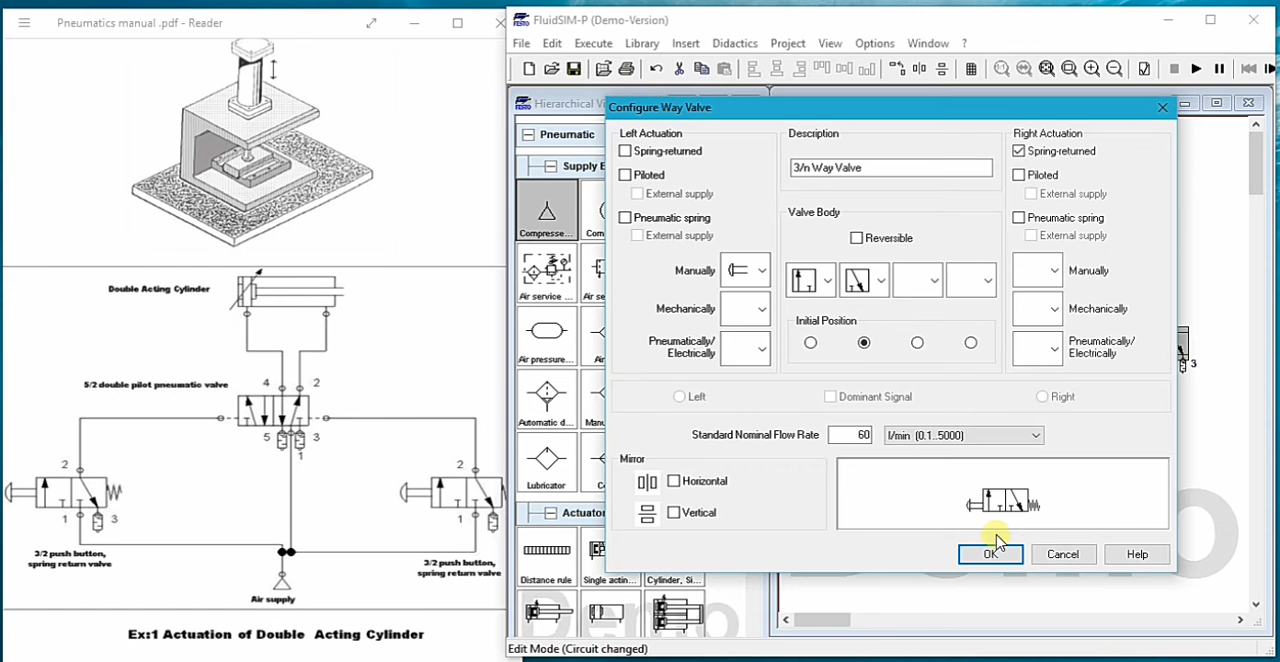 Pneumatics manual .pdf - Reader
Double Acting Cylinder
5/2 double pilot pneumatic valve
4
2
5
3
1
2
2
1
3
1
3/2 push button,
spring return valve
3/2 push button,
spring return valve
Air supply
Ex:1 Actuation of Double Acting Cylinder
FESTO
FluidSIM-P (Demo-Version)
File Edit Execute Library Insert Didactics Project View Options Window ?
Hierarchical Vi
Pneumatic
Supply E
Compresse...
Com
Air service ...
Air se
Air pressure...
Air
Automatic d...
Manu
Lubricator
Actuator
Distance rule
Single actin...
Cylinder, Si...
Demo
Configure Way Valve
Left Actuation
Spring-returned
Piloted
External supply
Pneumatic spring
External supply
Manually
Mechanically
Pneumatically/
Electrically
Description
3/n Way Valve
Valve Body
Reversible
Initial Position
Right Actuation
Spring-returned
Piloted
External supply
Pneumatic spring
External supply
Manually
Mechanically
Pneumatically/
Electrically
Left
Dominant Signal
Right
Standard Nominal Flow Rate 60 l/min (0.1..5000)
Mirror
Horizontal
Vertical
OK Cancel Help
3
Demo
Edit Mode (Circuit changed)